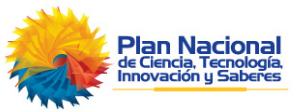 Plan Nacional
de Ciencia, Tecnología,
Innovación y Saberes